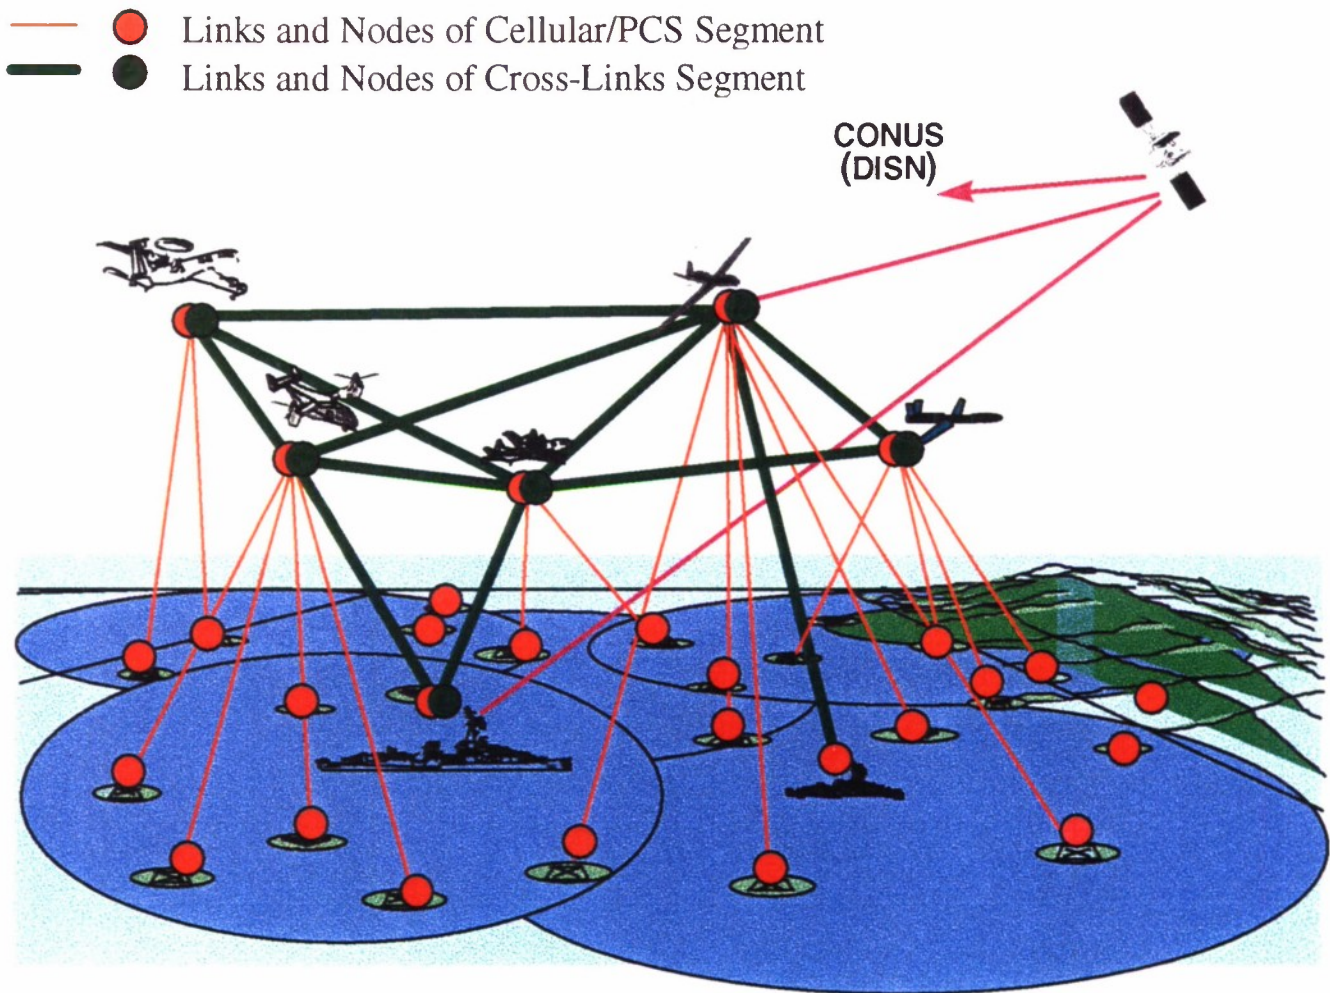 Links and Nodes of Cellular/PCS Segment
Links and Nodes of Cross-Links Segment
CONUS
(DISN)